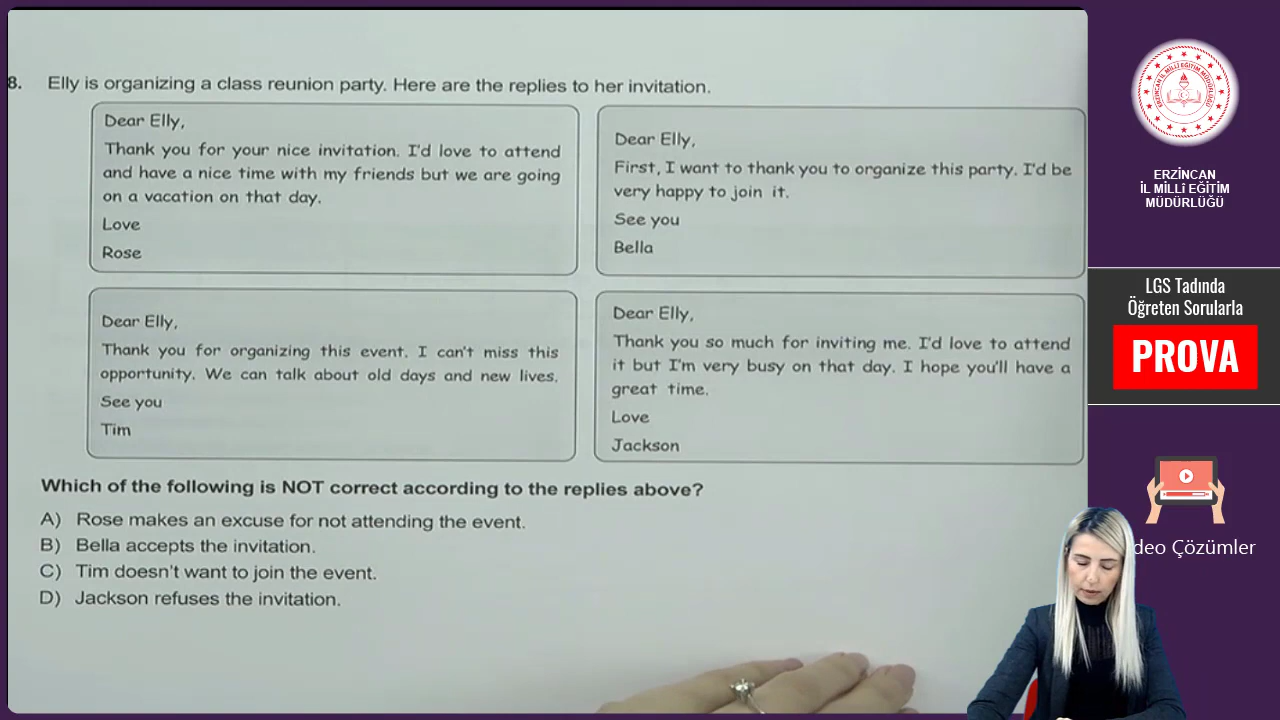 8. Elly is organizing a class reunion party. Here are the replies to her invitation.
Dear Elly,
Thank you for your nice invitation. I'd love to attend
and have a nice time with my friends but we are going
on a vacation on that day.
Love
Rose
Dear Elly,
First, I want to thank you to organize this party. I'd be
very happy to join it.
See you
Bella
Dear Elly,
Thank you for organizing this event. I can't miss this
opportunity. We can talk about old days and new lives.
See you
Tim
Dear Elly,
Thank you so much for inviting me. I'd love to attend
it but I'm very busy on that day. I hope you'll have a
great time.
Love
Jackson
Which of the following is NOT correct according to the replies above?
A) Rose makes an excuse for not attending the event.
B) Bella accepts the invitation.
C) Tim doesn't want to join the event.
D) Jackson refuses the invitation.
ERZİNCAN
İL MİLLÎ EĞİTİM
MÜDÜRLÜĞÜ
LGS Tadında
Öğreten Sorularla
PROVA
deo Çözümler